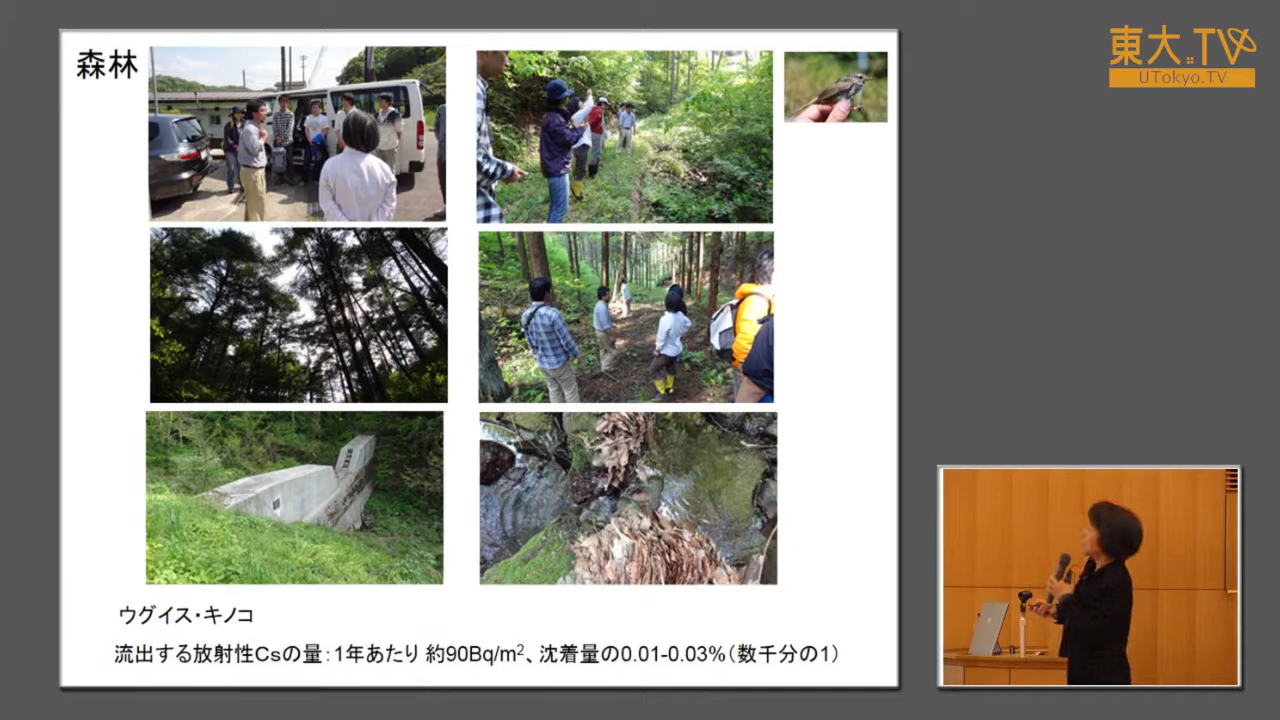 森林
東大.TV
UTokyo.TV
ウグイス・キノコ
流出する放射性Csの量：1年あたり 約90Bq/m²、沈着量の0.01-0.03%（数千分の1）